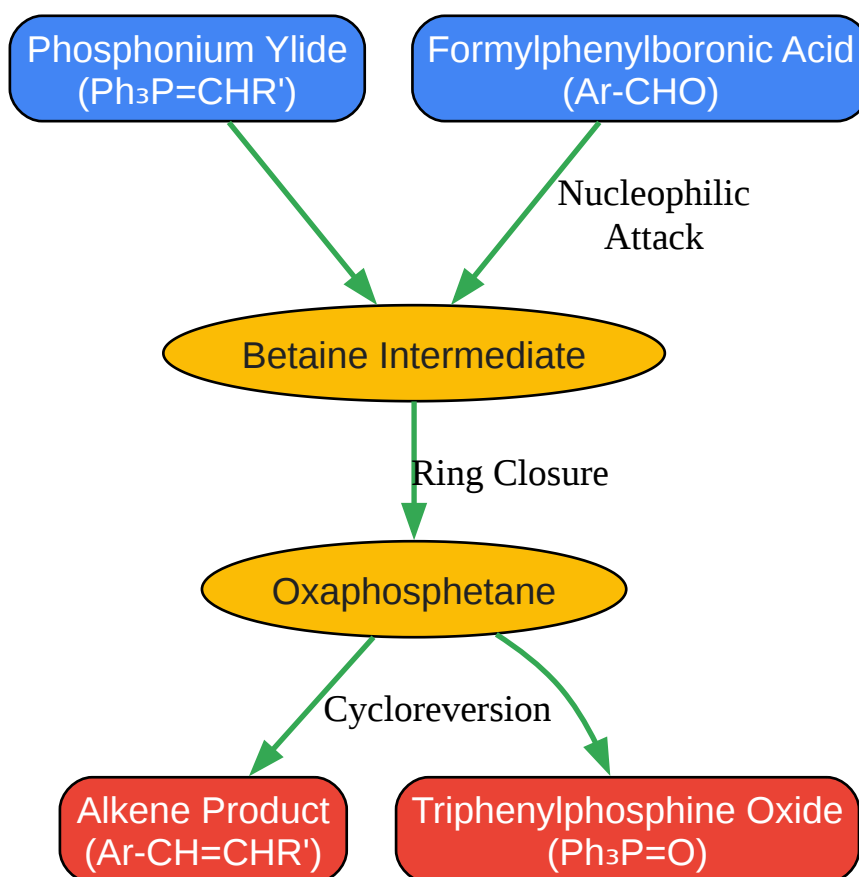 Phosphonium Ylide
(Ph₃P=CHR')
Formylphenylboronic Acid
(Ar-CHO)
Nucleophilic
Attack
Betaine Intermediate
Ring Closure
Oxaphosphetane
Cycloreversion
Alkene Product
(Ar-CH=CHR')
Triphenylphosphine Oxide
(Ph₃P=O)